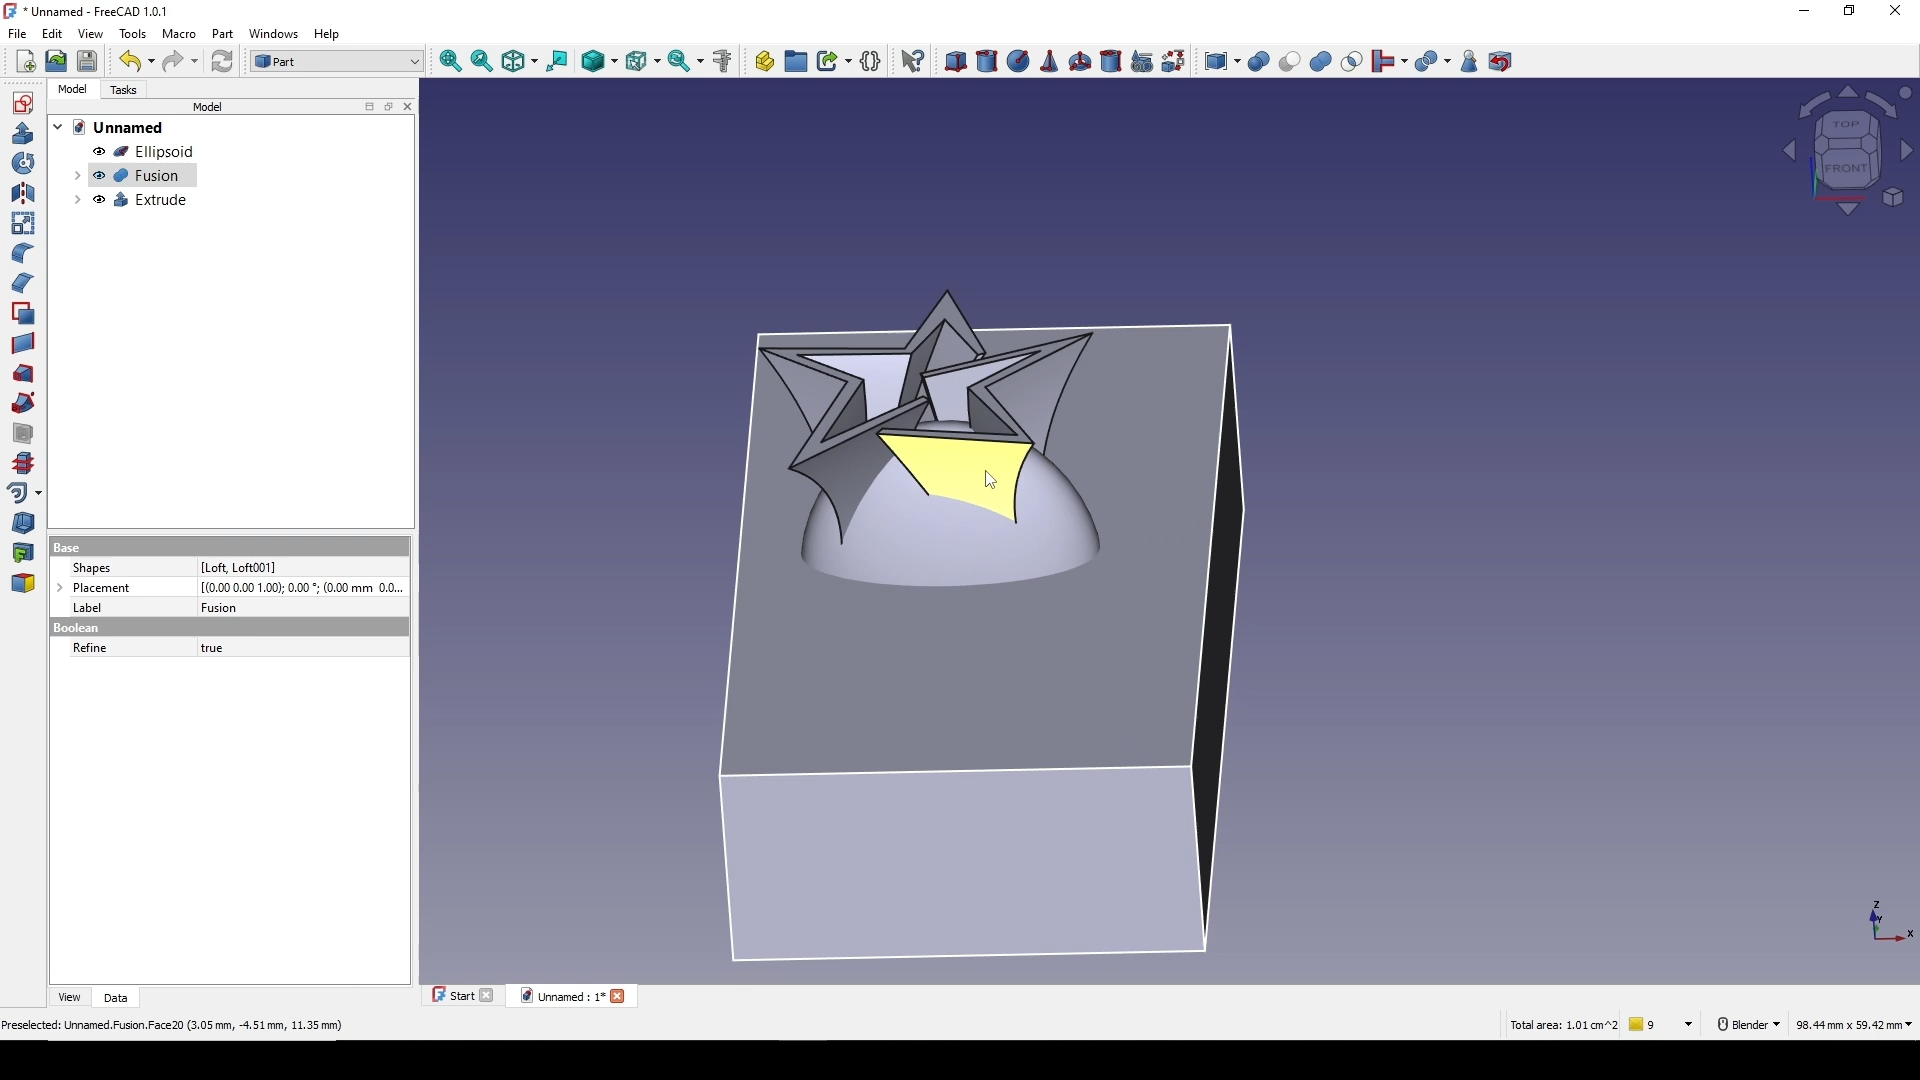 * Unnamed - FreeCAD 1.0.1
File Edit View Tools Macro Part Windows Help
Part
Model Tasks
Model
Unnamed
Ellipsoid
Fusion
Extrude
TOP
FRONT
Base
Shapes [Loft, Loft001]
Placement [(0.00 0.00 1.00); 0.00 °; (0.00 mm 0.0...
Label Fusion
Boolean
Refine true
Z
Y
X
View Data
Start Unnamed : 1*
Preselected: Unnamed.Fusion.Face20 (3.05 mm, -4.51 mm, 11.35 mm)
Total area: 1.01 cm^2 9 Blender 98.44 mm x 59.42 mm